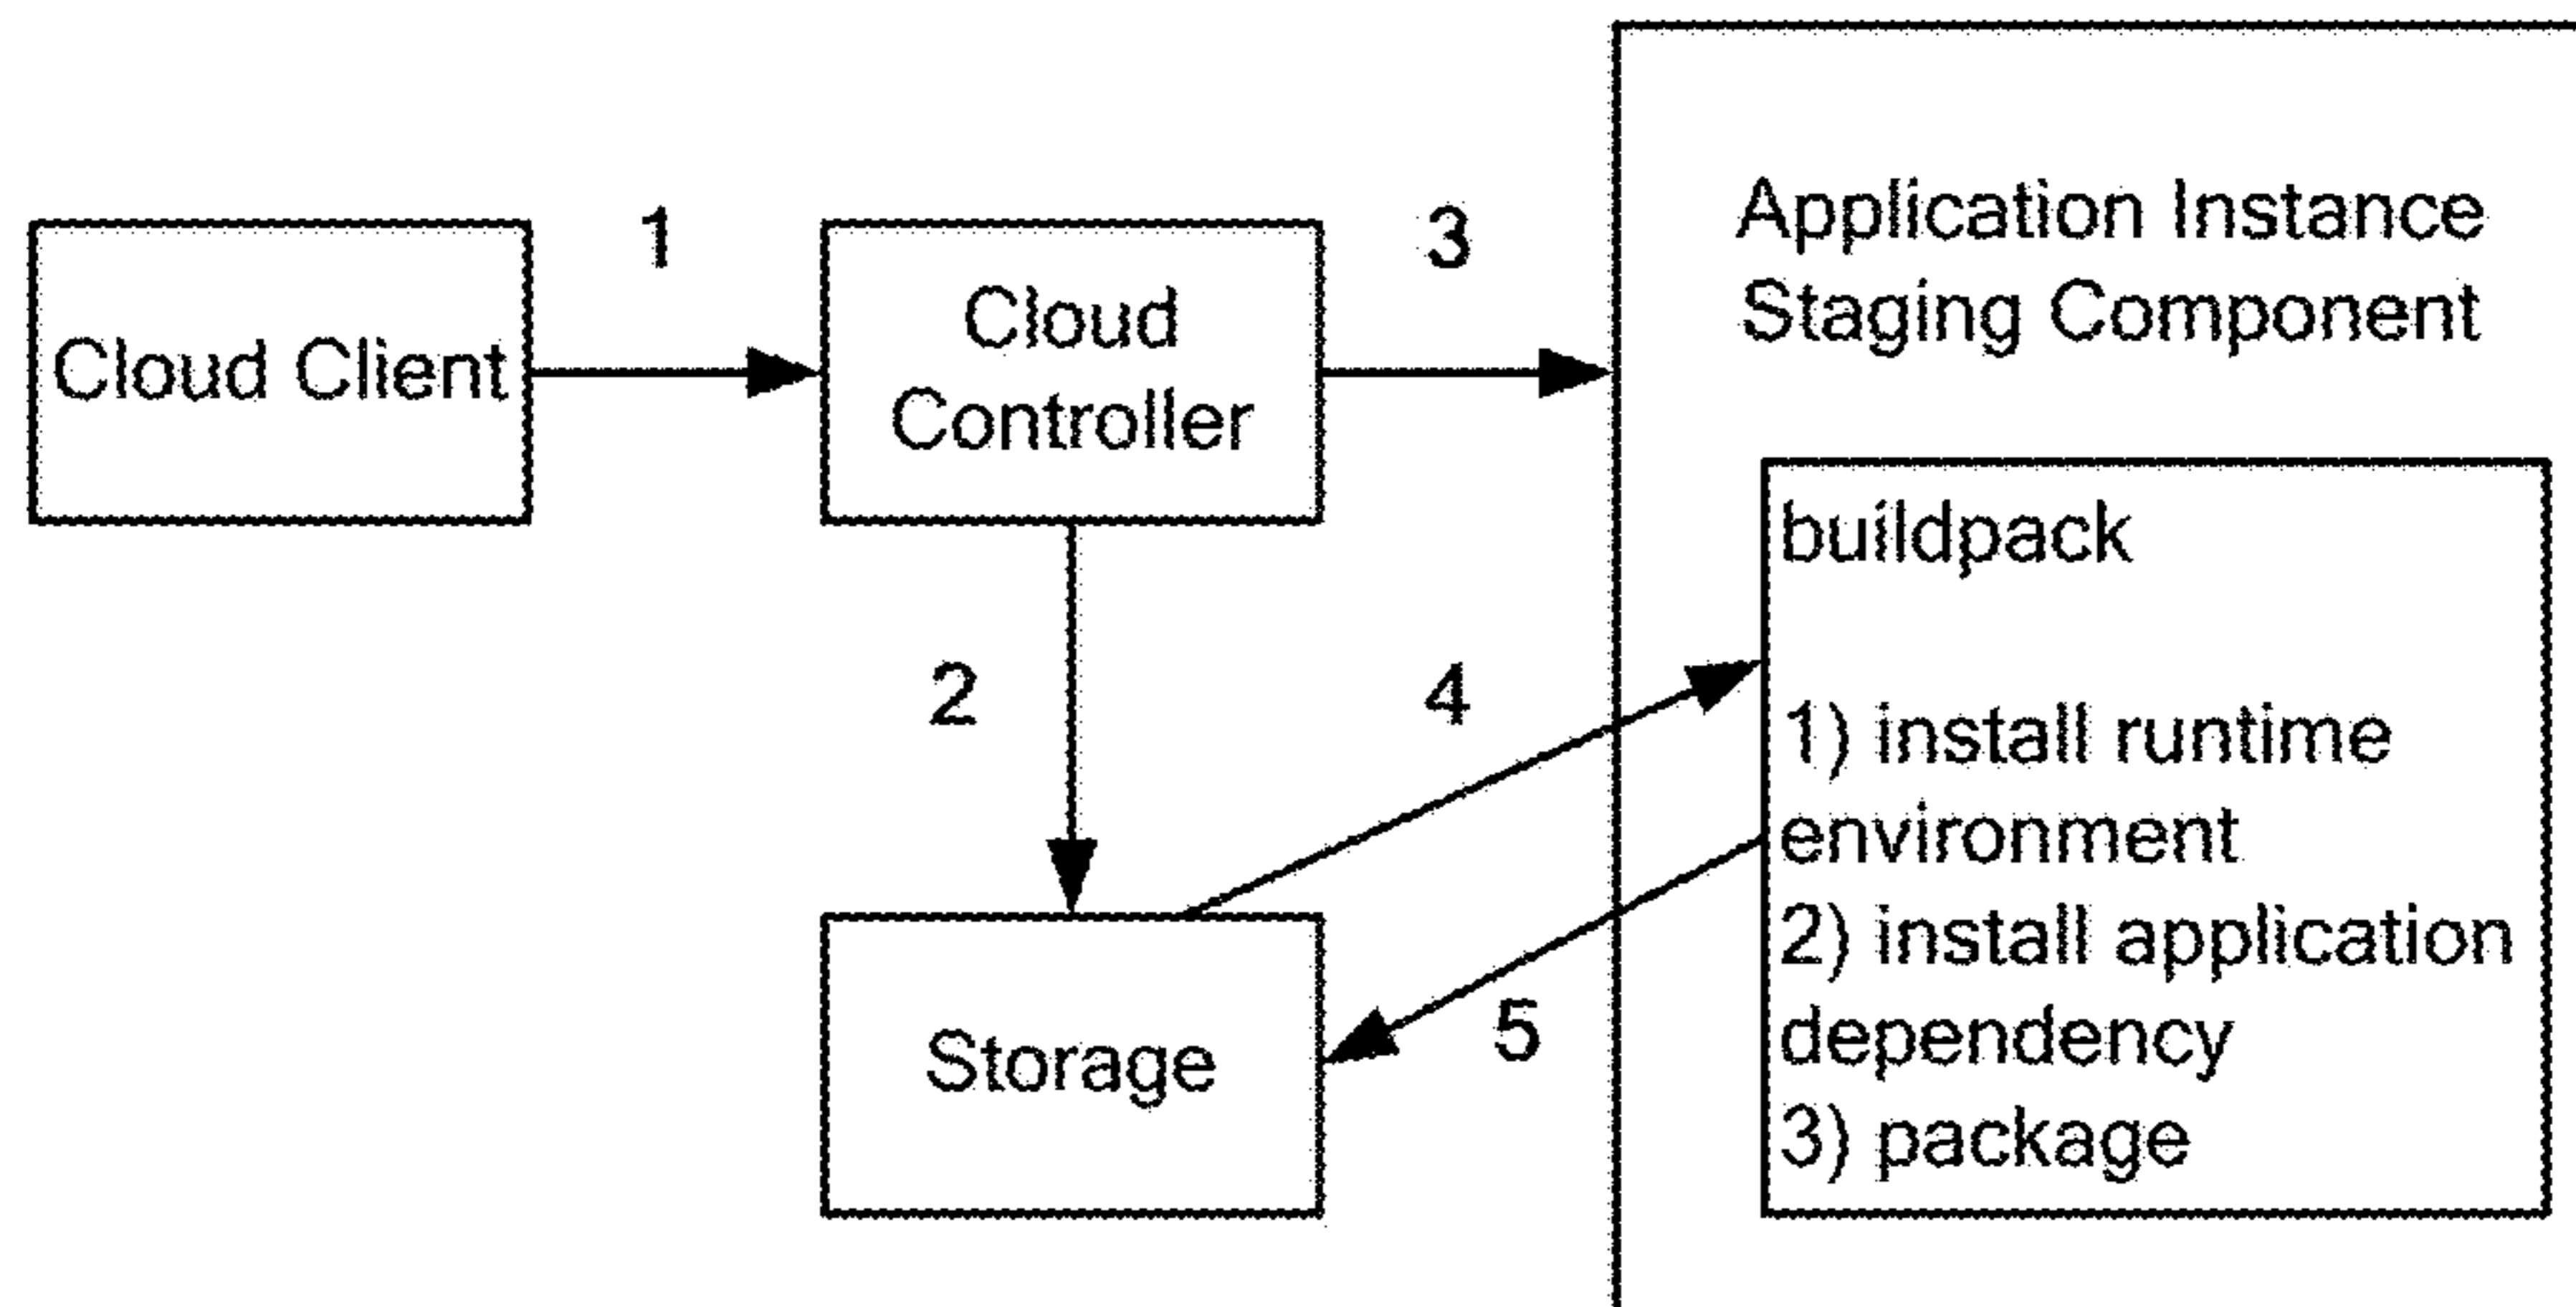 Cloud Client
1
Cloud
Controller
3
Application Instance
Staging Component
2
4
5
Storage
buildpack
1) install runtime
environment
2) install application
dependency
3) package